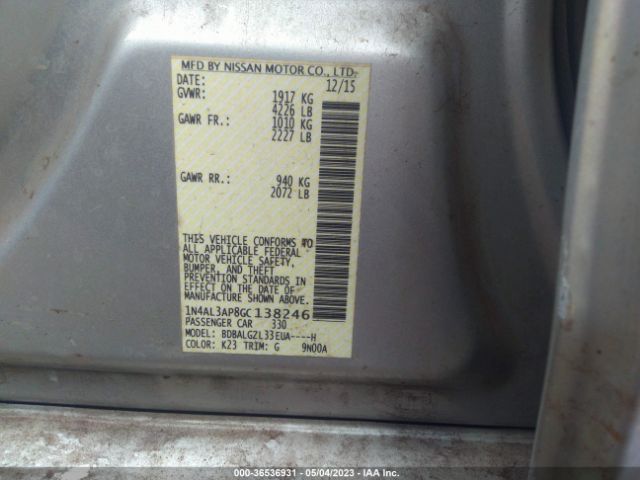 MFD BY NISSAN MOTOR CO., LTD.
DATE: 12/15
GVWR: 1917 KG
4226 LB
GAWR FR.: 1010 KG
2227 LB
GAWR RR.: 940 KG
2072 LB
THIS VEHICLE CONFORMS TO
ALL APPLICABLE FEDERAL
MOTOR VEHICLE SAFETY,
BUMPER, AND THEFT
PREVENTION STANDARDS IN
EFFECT ON THE DATE OF
MANUFACTURE SHOWN ABOVE.
1N4AL3AP8GC138246
PASSENGER CAR 330
MODEL: BDBALGZL33EUA----H
COLOR: K23 TRIM: G 9N00A
000-36536931 - 05/04/2023 - IAA Inc.